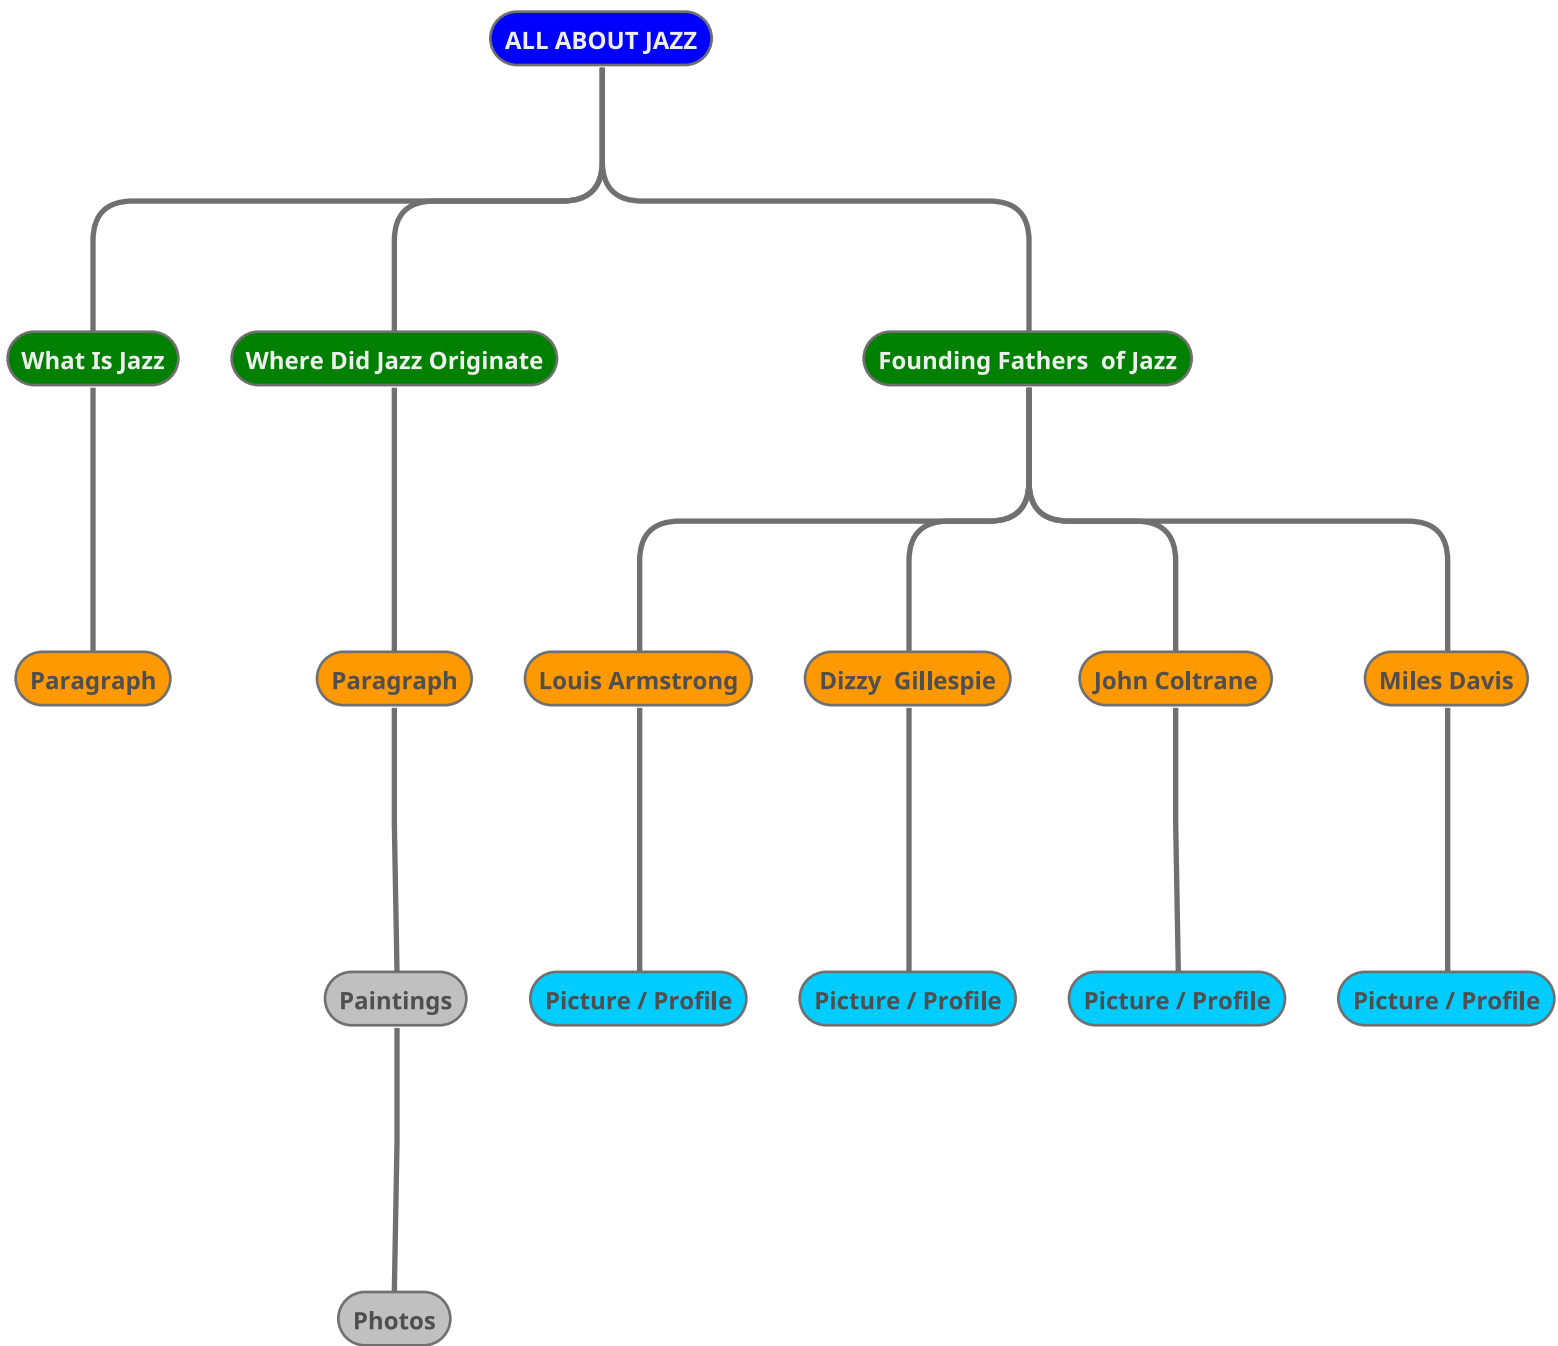 ALL ABOUT JAZZ
What Is Jazz
Where Did Jazz Originate
Founding Fathers  of Jazz
Paragraph
Paragraph
Louis Armstrong
Dizzy  Gillespie
John Coltrane
Miles Davis
Paintings
Picture / Profile
Picture / Profile
Picture / Profile
Picture / Profile
Photos